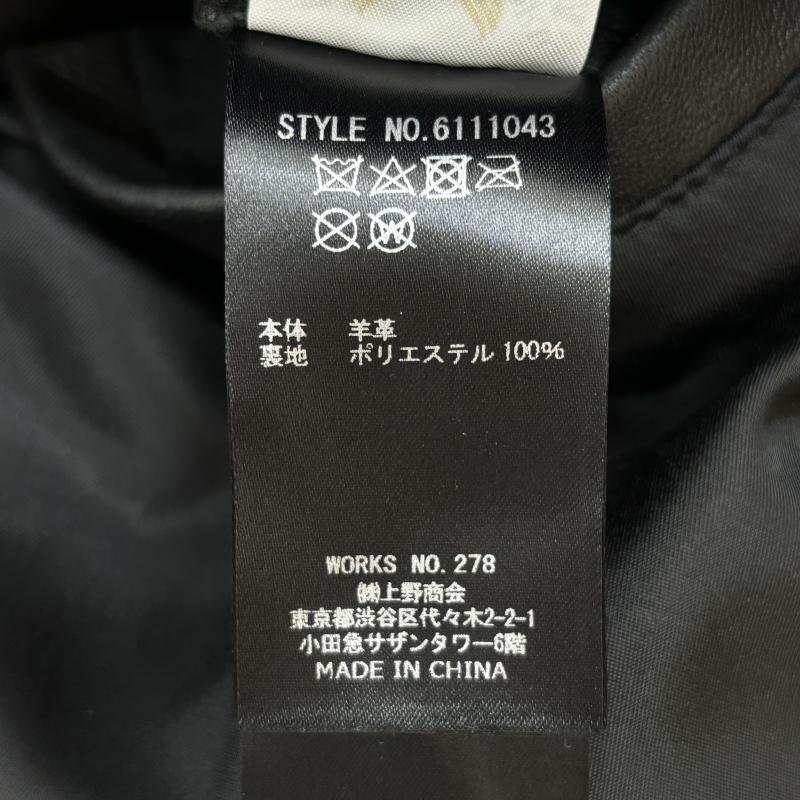 STYLE NO.6111043
W
本体 羊革
裏地 ポリエステル 100%
WORKS NO. 278
㈱上野商会
東京都渋谷区代々木2-2-1
小田急サザンタワー6階
MADE IN CHINA